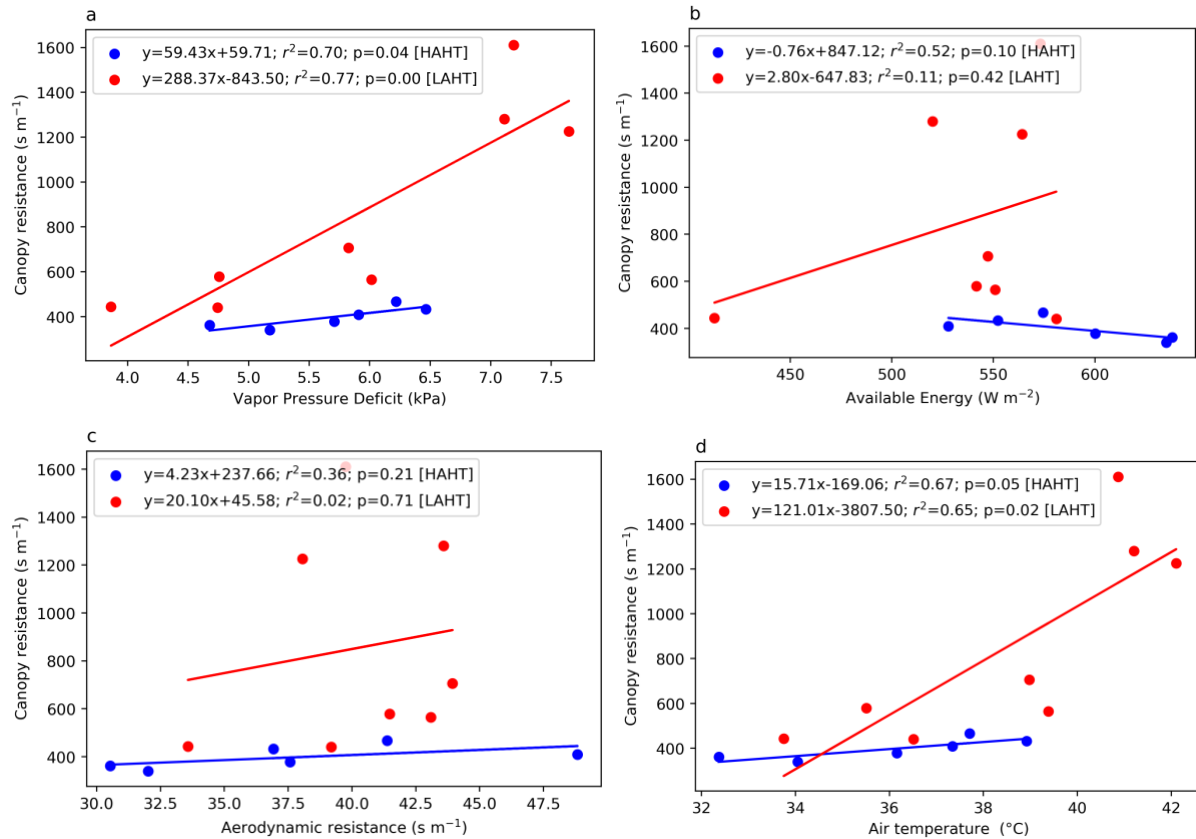 a
y=59.43x+59.71; r²=0.70; p=0.04 [HAHT]
y=288.37x-843.50; r²=0.77; p=0.00 [LAHT]
Canopy resistance (s m⁻¹)
1600
1400
1200
1000
800
600
400
4.0 4.5 5.0 5.5 6.0 6.5 7.0 7.5
Vapor Pressure Deficit (kPa)
b
y=-0.76x+847.12; r²=0.52; p=0.10 [HAHT]
y=2.80x-647.83; r²=0.11; p=0.42 [LAHT]
Canopy resistance (s m⁻¹)
1600
1400
1200
1000
800
600
400
450 500 550 600
Available Energy (W m⁻²)
c
y=4.23x+237.66; r²=0.36; p=0.21 [HAHT]
y=20.10x+45.58; r²=0.02; p=0.71 [LAHT]
Canopy resistance (s m⁻¹)
1600
1400
1200
1000
800
600
400
30.0 32.5 35.0 37.5 40.0 42.5 45.0 47.5
Aerodynamic resistance (s m⁻¹)
d
y=15.71x-169.06; r²=0.67; p=0.05 [HAHT]
y=121.01x-3807.50; r²=0.65; p=0.02 [LAHT]
Canopy resistance (s m⁻¹)
1600
1400
1200
1000
800
600
400
32 34 36 38 40 42
Air temperature (°C)